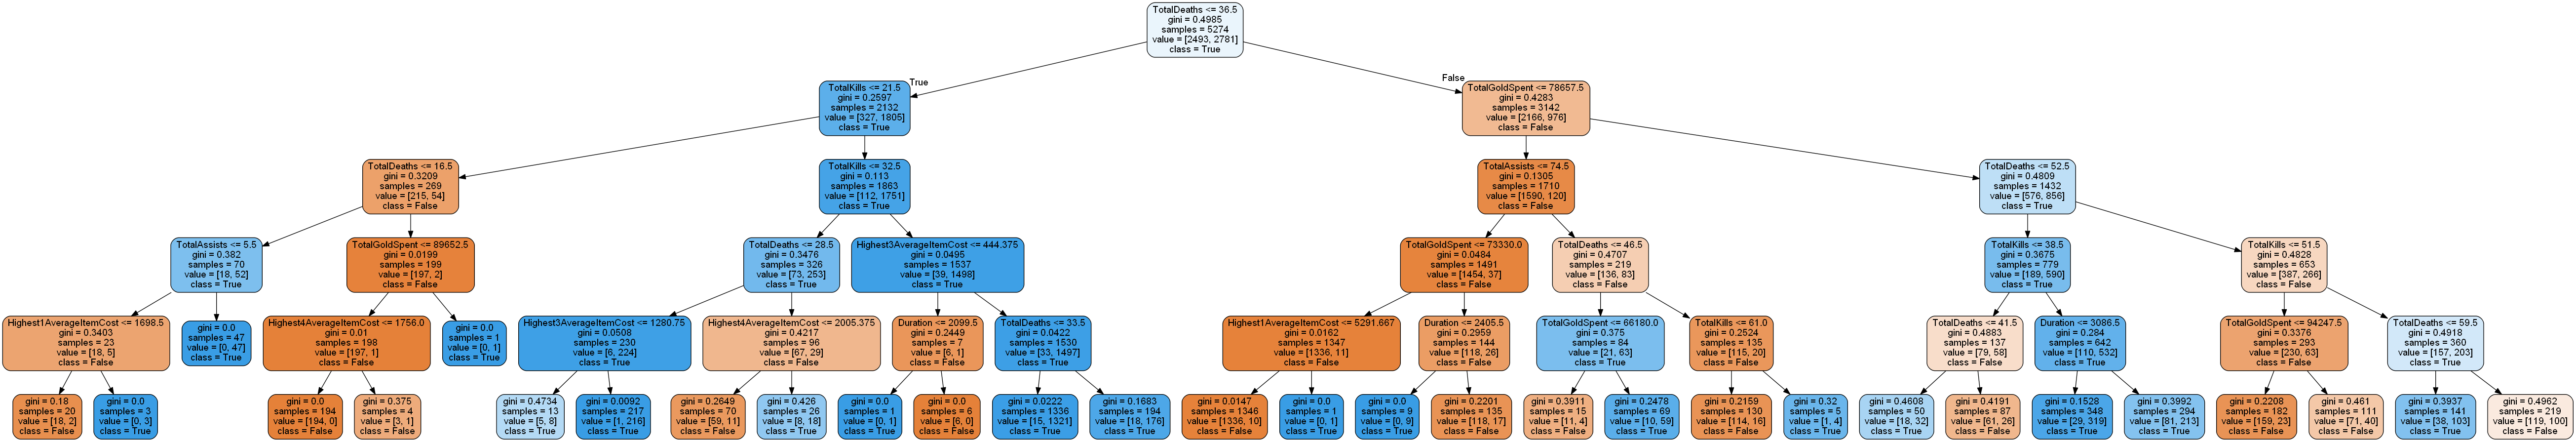 TotalDeaths <= 36.5
gini = 0.4985
samples = 5274
value = [2493, 2781]
class = True
True
False
TotalKills <= 21.5
gini = 0.2597
samples = 2132
value = [327, 1805]
class = True
TotalGoldSpent <= 78657.5
gini = 0.4283
samples = 3142
value = [2166, 976]
class = False
TotalDeaths <= 16.5
gini = 0.3209
samples = 269
value = [215, 54]
class = False
TotalKills <= 32.5
gini = 0.113
samples = 1863
value = [112, 1751]
class = True
TotalAssists <= 74.5
gini = 0.1305
samples = 1710
value = [1590, 120]
class = False
TotalDeaths <= 52.5
gini = 0.4809
samples = 1432
value = [576, 856]
class = True
TotalAssists <= 5.5
gini = 0.382
samples = 70
value = [18, 52]
class = True
TotalGoldSpent <= 89652.5
gini = 0.0199
samples = 199
value = [197, 2]
class = False
TotalDeaths <= 28.5
gini = 0.3476
samples = 326
value = [73, 253]
class = True
Highest3AverageItemCost <= 444.375
gini = 0.0495
samples = 1537
value = [39, 1498]
class = True
TotalGoldSpent <= 73330.0
gini = 0.0484
samples = 1491
value = [1454, 37]
class = False
TotalDeaths <= 46.5
gini = 0.4707
samples = 219
value = [136, 83]
class = False
TotalKills <= 38.5
gini = 0.3675
samples = 779
value = [189, 590]
class = True
TotalKills <= 51.5
gini = 0.4828
samples = 653
value = [387, 266]
class = False
Highest1AverageItemCost <= 1698.5
gini = 0.3403
samples = 23
value = [18, 5]
class = False
gini = 0.0
samples = 47
value = [0, 47]
class = True
Highest4AverageItemCost <= 1756.0
gini = 0.01
samples = 198
value = [197, 1]
class = False
gini = 0.0
samples = 1
value = [0, 1]
class = True
Highest3AverageItemCost <= 1280.75
gini = 0.0508
samples = 230
value = [6, 224]
class = True
Highest4AverageItemCost <= 2005.375
gini = 0.4217
samples = 96
value = [67, 29]
class = False
Duration <= 2099.5
gini = 0.2449
samples = 7
value = [6, 1]
class = False
TotalDeaths <= 33.5
gini = 0.0422
samples = 1530
value = [33, 1497]
class = True
Highest1AverageItemCost <= 5291.667
gini = 0.0162
samples = 1347
value = [1336, 11]
class = False
Duration <= 2405.5
gini = 0.2959
samples = 144
value = [118, 26]
class = False
TotalGoldSpent <= 66180.0
gini = 0.375
samples = 84
value = [21, 63]
class = True
TotalKills <= 61.0
gini = 0.2524
samples = 135
value = [115, 20]
class = False
TotalDeaths <= 41.5
gini = 0.4883
samples = 137
value = [79, 58]
class = False
Duration <= 3086.5
gini = 0.284
samples = 642
value = [110, 532]
class = True
TotalGoldSpent <= 94247.5
gini = 0.3376
samples = 293
value = [230, 63]
class = False
TotalDeaths <= 59.5
gini = 0.4918
samples = 360
value = [157, 203]
class = True
gini = 0.18
samples = 20
value = [18, 2]
class = False
gini = 0.0
samples = 3
value = [0, 3]
class = True
gini = 0.0
samples = 194
value = [194, 0]
class = False
gini = 0.375
samples = 4
value = [3, 1]
class = False
gini = 0.4734
samples = 13
value = [5, 8]
class = True
gini = 0.0092
samples = 217
value = [1, 216]
class = True
gini = 0.2649
samples = 70
value = [59, 11]
class = False
gini = 0.426
samples = 26
value = [8, 18]
class = True
gini = 0.0
samples = 1
value = [0, 1]
class = True
gini = 0.0
samples = 6
value = [6, 0]
class = False
gini = 0.0222
samples = 1336
value = [15, 1321]
class = True
gini = 0.1683
samples = 194
value = [18, 176]
class = True
gini = 0.0147
samples = 1346
value = [1336, 10]
class = False
gini = 0.0
samples = 1
value = [0, 1]
class = True
gini = 0.0
samples = 9
value = [0, 9]
class = True
gini = 0.2201
samples = 135
value = [118, 17]
class = False
gini = 0.3911
samples = 15
value = [11, 4]
class = False
gini = 0.2478
samples = 69
value = [10, 59]
class = True
gini = 0.2159
samples = 130
value = [114, 16]
class = False
gini = 0.32
samples = 5
value = [1, 4]
class = True
gini = 0.4608
samples = 50
value = [18, 32]
class = True
gini = 0.4191
samples = 87
value = [61, 26]
class = False
gini = 0.1528
samples = 348
value = [29, 319]
class = True
gini = 0.3992
samples = 294
value = [81, 213]
class = True
gini = 0.2208
samples = 182
value = [159, 23]
class = False
gini = 0.461
samples = 111
value = [71, 40]
class = False
gini = 0.3937
samples = 141
value = [38, 103]
class = True
gini = 0.4962
samples = 219
value = [119, 100]
class = False